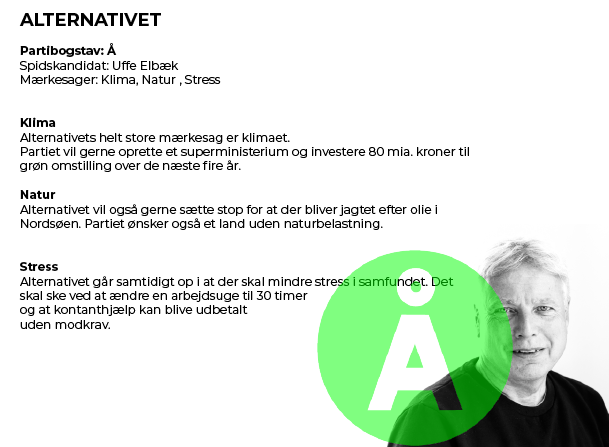 ALTERNATIVET
Partibogstav: Å
Spidskandidat: Uffe Elbæk
Mærkesager: Klima, Natur , Stress
Klima
Alternativets helt store mærkesag er klimaet.
Partiet vil gerne oprette et superministerium og investere 80 mia. kroner til
grøn omstilling over de næste fire år.
Natur
Alternativet vil også gerne sætte stop for at der bliver jagtet efter olie i
Nordsøen. Partiet ønsker også et land uden naturbelastning.
Stress
Alternativet går samtidigt op i at der skal mindre stress i samfundet. Det
skal ske ved at ændre en arbejdsuge til 30 timer
og at kontanthjælp kan blive udbetalt
uden modkrav.
Å